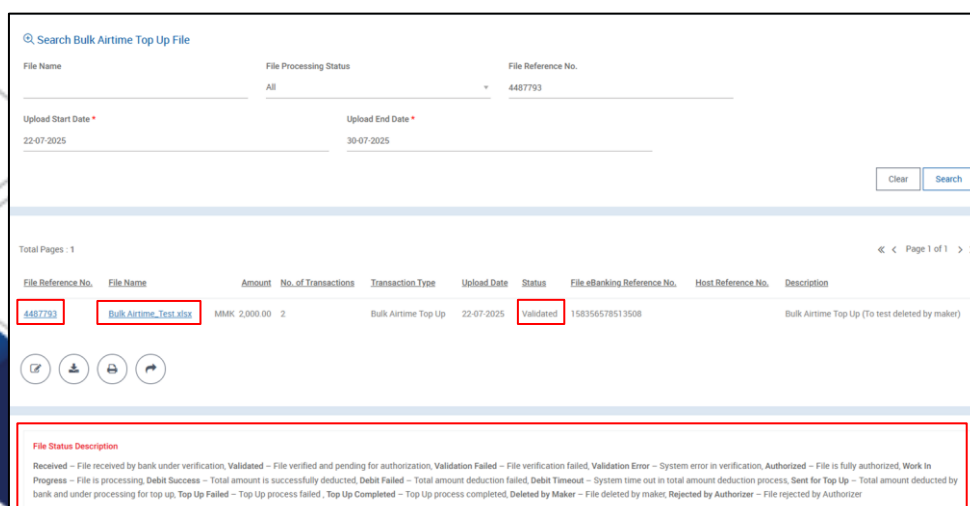 Search Bulk Airtime Top Up File
File Name File Processing Status File Reference No.
All 4487793
Upload Start Date * Upload End Date *
22-07-2025 30-07-2025
Clear Search
Total Pages : 1 Page 1 of 1
File Reference No. File Name Amount No. of Transactions Transaction Type Upload Date Status File eBanking Reference No. Host Reference No. Description
4487793 Bulk Airtime_Test.xlsx MMK 2,000.00 2 Bulk Airtime Top Up 22-07-2025 Validated 158356578513508 Bulk Airtime Top Up (To test deleted by maker)
File Status Description
Received – File received by bank under verification, Validated – File verified and pending for authorization, Validation Failed – File verification failed, Validation Error – System error in verification, Authorized – File is fully authorized, Work In
Progress – File is processing, Debit Success – Total amount is successfully deducted, Debit Failed – Total amount deduction failed, Debit Timeout – System time out in total amount deduction process, Sent for Top Up – Total amount deducted by
bank and under processing for top up, Top Up Failed – Top Up process failed , Top Up Completed – Top Up process completed, Deleted by Maker – File deleted by maker, Rejected by Authorizer – File rejected by Authorizer